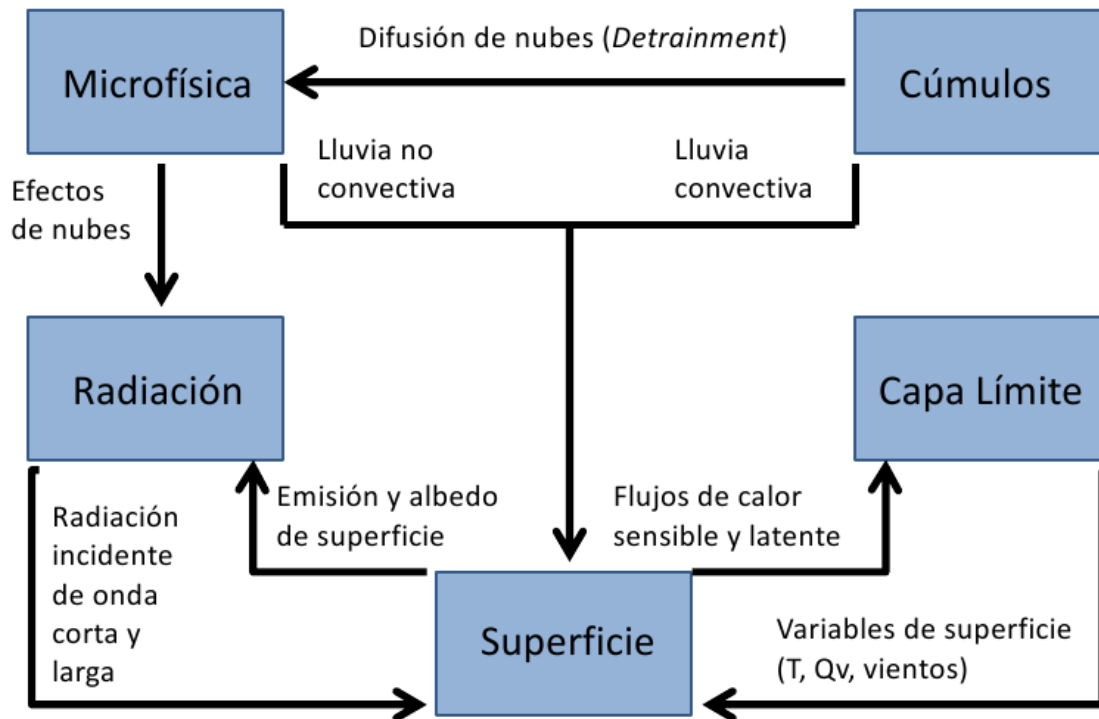 Difusión de nubes (Detrainment)
Microfísica
Cúmulos
Lluvia no
convectiva
Lluvia
convectiva
Efectos
de nubes
Radiación
Capa Límite
Radiación
incidente
de onda
corta y
larga
Emisión y albedo
de superficie
Flujos de calor
sensible y latente
Superficie
Variables de superficie
(T, Qv, vientos)